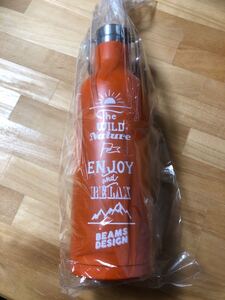 The
WILD
Nature
ENJOY
and
RELAX
BEAMS
DESIGN